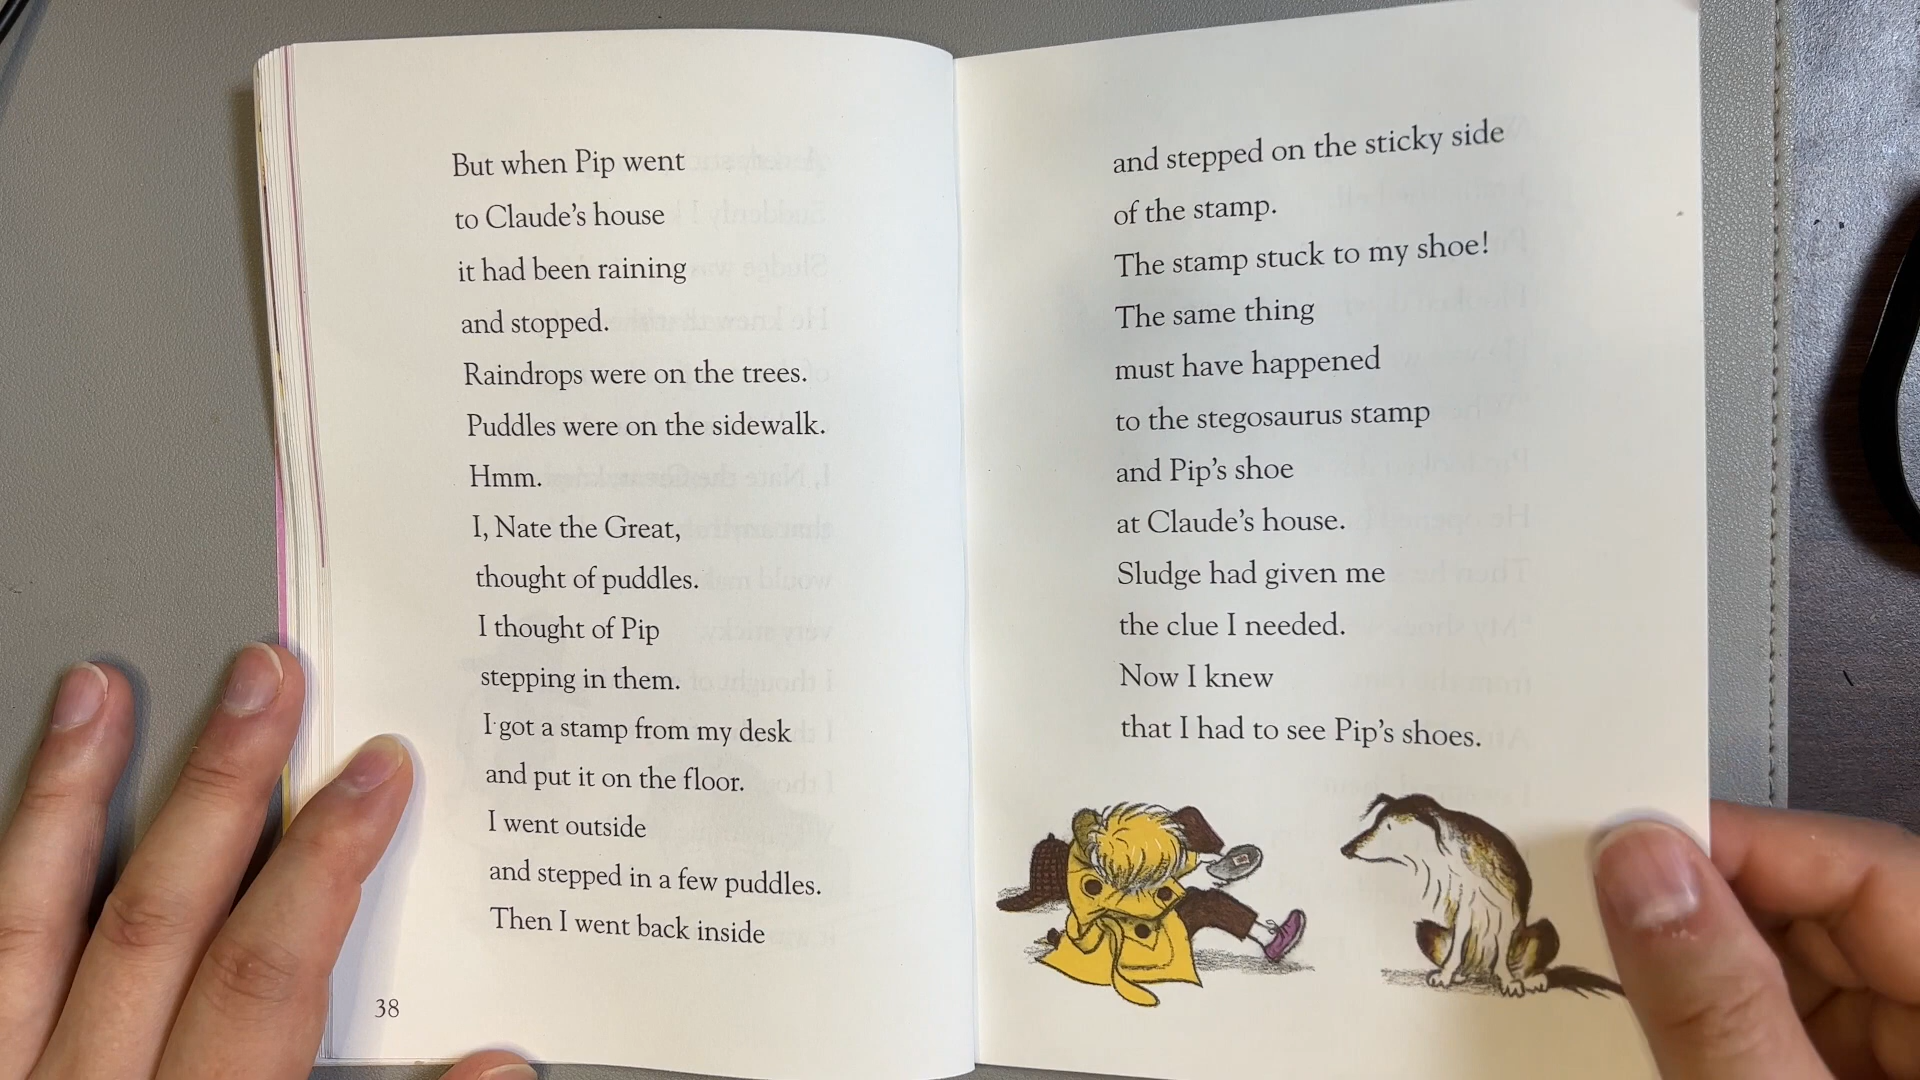 But when Pip went
to Claude's house
it had been raining
and stopped.
Raindrops were on the trees.
Puddles were on the sidewalk.
Hmm.
I, Nate the Great,
thought of puddles.
I thought of Pip
stepping in them.
I got a stamp from my desk
and put it on the floor.
I went outside
and stepped in a few puddles.
Then I went back inside
38
and stepped on the sticky side
of the stamp.
The stamp stuck to my shoe!
The same thing
must have happened
to the stegosaurus stamp
and Pip's shoe
at Claude's house.
Sludge had given me
the clue I needed.
Now I knew
that I had to see Pip's shoes.